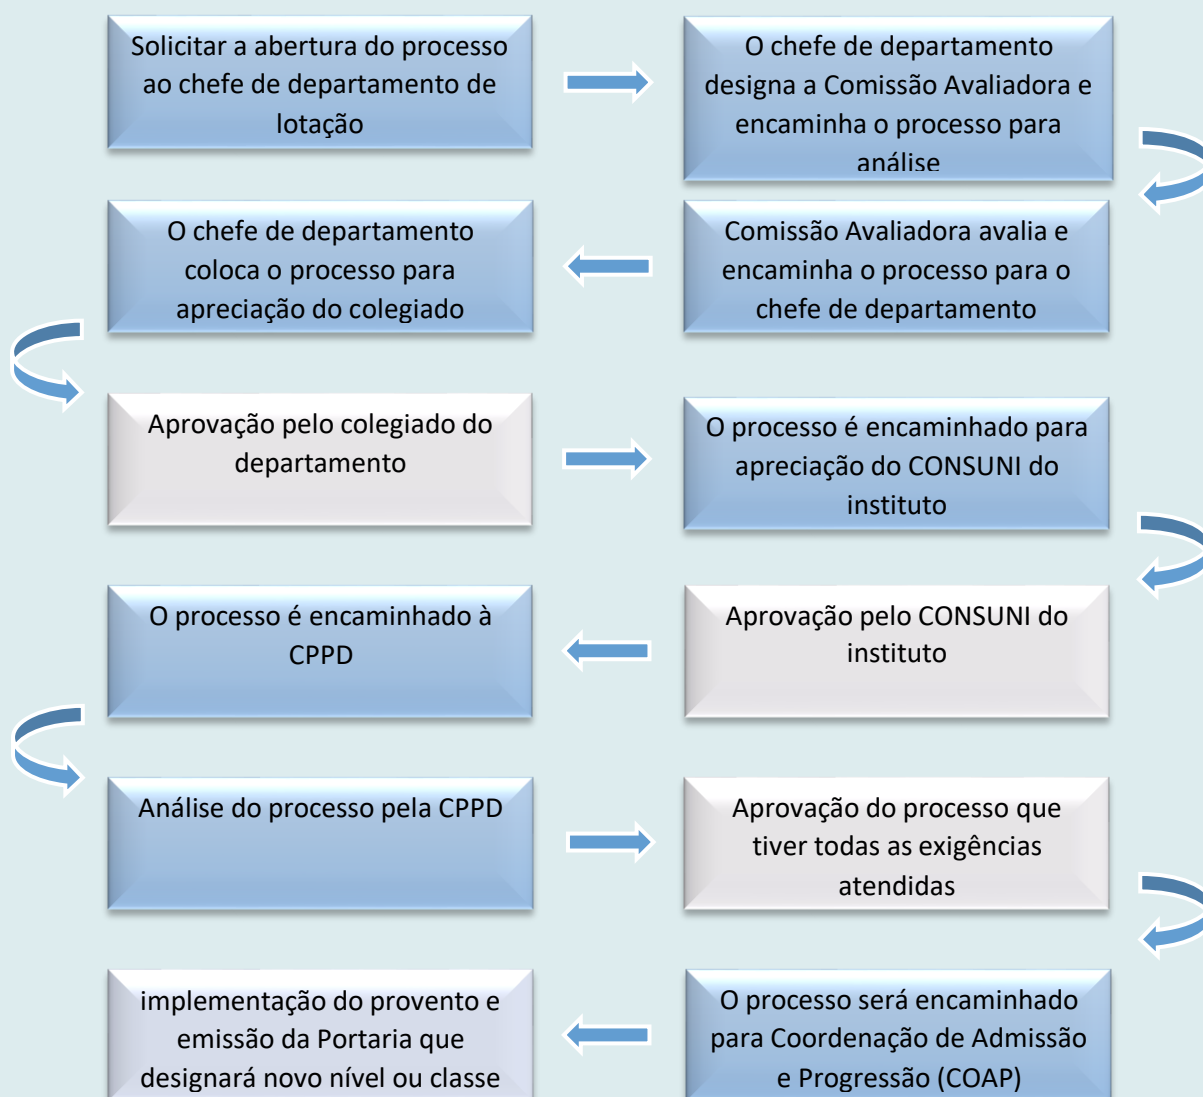 Solicitar a abertura do processo
ao chefe de departamento de
lotação
O chefe de departamento
designa a Comissão Avaliadora e
encaminha o processo para
análise
Comissão Avaliadora avalia e
encaminha o processo para o
chefe de departamento
O chefe de departamento
coloca o processo para
apreciação do colegiado
Aprovação pelo colegiado do
departamento
O processo é encaminhado para
apreciação do CONSUNI do
instituto
Aprovação pelo CONSUNI do
instituto
O processo é encaminhado à
CPPD
Análise do processo pela CPPD
Aprovação do processo que
tiver todas as exigências
atendidas
O processo será encaminhado
para Coordenação de Admissão
e Progressão (COAP)
implementação do provento e
emissão da Portaria que
designará novo nível ou classe